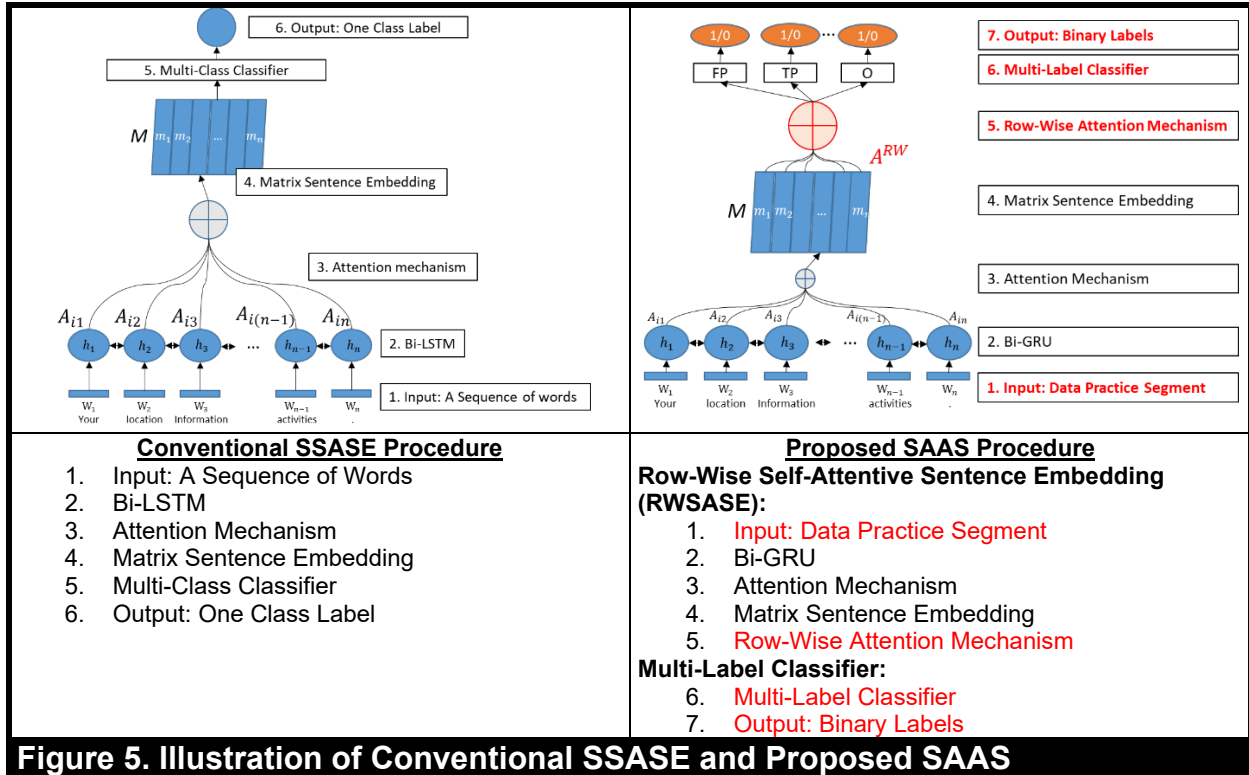 6. Output: One Class Label
5. Multi-Class Classifier
M m₁ m₂ ... mₙ
4. Matrix Sentence Embedding
3. Attention mechanism
Aᵢ₁ Aᵢ₂ Aᵢ₃ Aᵢ₍ₙ₋₁₎ Aᵢₙ
h₁ h₂ h₃ ... hₙ₋₁ hₙ
2. Bi-LSTM
1. Input: A Sequence of words
W₁ W₂ W₃ Wₙ₋₁ Wₙ
Your location Information activities .
1/0 1/0 ... 1/0
7. Output: Binary Labels
FP TP O
6. Multi-Label Classifier
5. Row-Wise Attention Mechanism
Aᴿᵂ
M m₁ m₂ ... mₙ
4. Matrix Sentence Embedding
3. Attention Mechanism
Aᵢ₁ Aᵢ₂ Aᵢ₃ Aᵢ₍ₙ₋₁₎ Aᵢₙ
h₁ h₂ h₃ ... hₙ₋₁ hₙ
2. Bi-GRU
1. Input: Data Practice Segment
W₁ W₂ W₃ Wₙ₋₁ Wₙ
Your location Information activities .
Conventional SSASE Procedure
1. Input: A Sequence of Words
2. Bi-LSTM
3. Attention Mechanism
4. Matrix Sentence Embedding
5. Multi-Class Classifier
6. Output: One Class Label
Proposed SAAS Procedure
Row-Wise Self-Attentive Sentence Embedding
(RWSASE):
1. Input: Data Practice Segment
2. Bi-GRU
3. Attention Mechanism
4. Matrix Sentence Embedding
5. Row-Wise Attention Mechanism
Multi-Label Classifier:
6. Multi-Label Classifier
7. Output: Binary Labels
Figure 5. Illustration of Conventional SSASE and Proposed SAAS